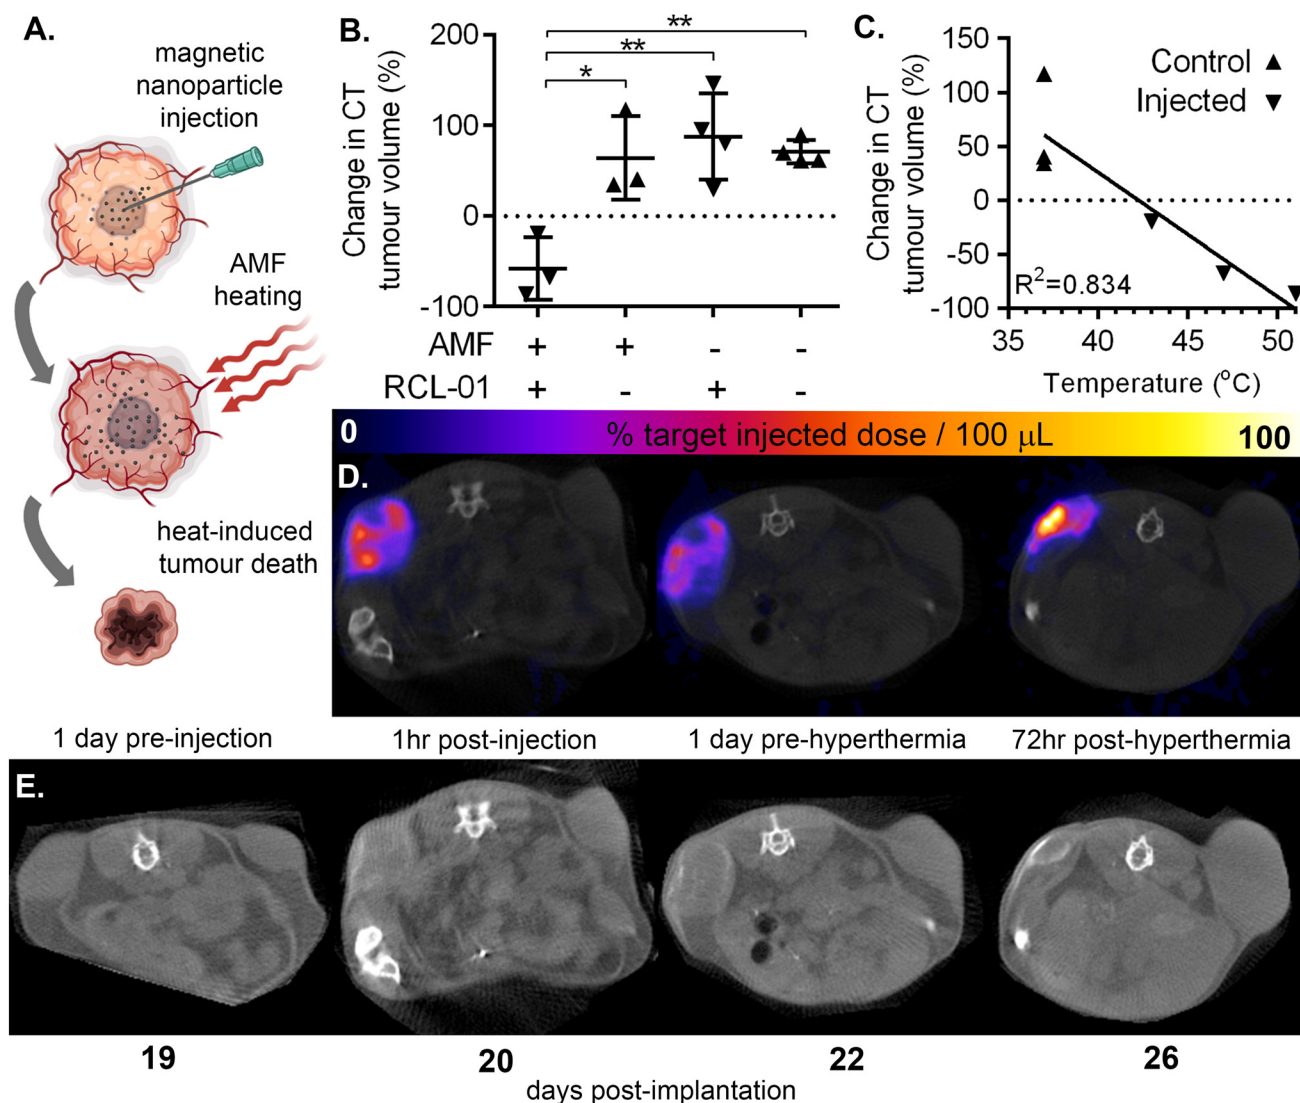 A.
magnetic
nanoparticle
injection
AMF
heating
heat-induced
tumour death
B.
Change in CT
tumour volume (%)
200
100
0
-100
*
**
**
AMF + + - -
RCL-01 + - + -
C.
Change in CT
tumour volume (%)
150
100
50
0
-50
-100
Control ▲
Injected ▼
R²=0.834
35 40 45 50
Temperature (°C)
0 % target injected dose / 100 μL 100
D.
1 day pre-injection 1hr post-injection 1 day pre-hyperthermia 72hr post-hyperthermia
E.
19 20 22 26
days post-implantation